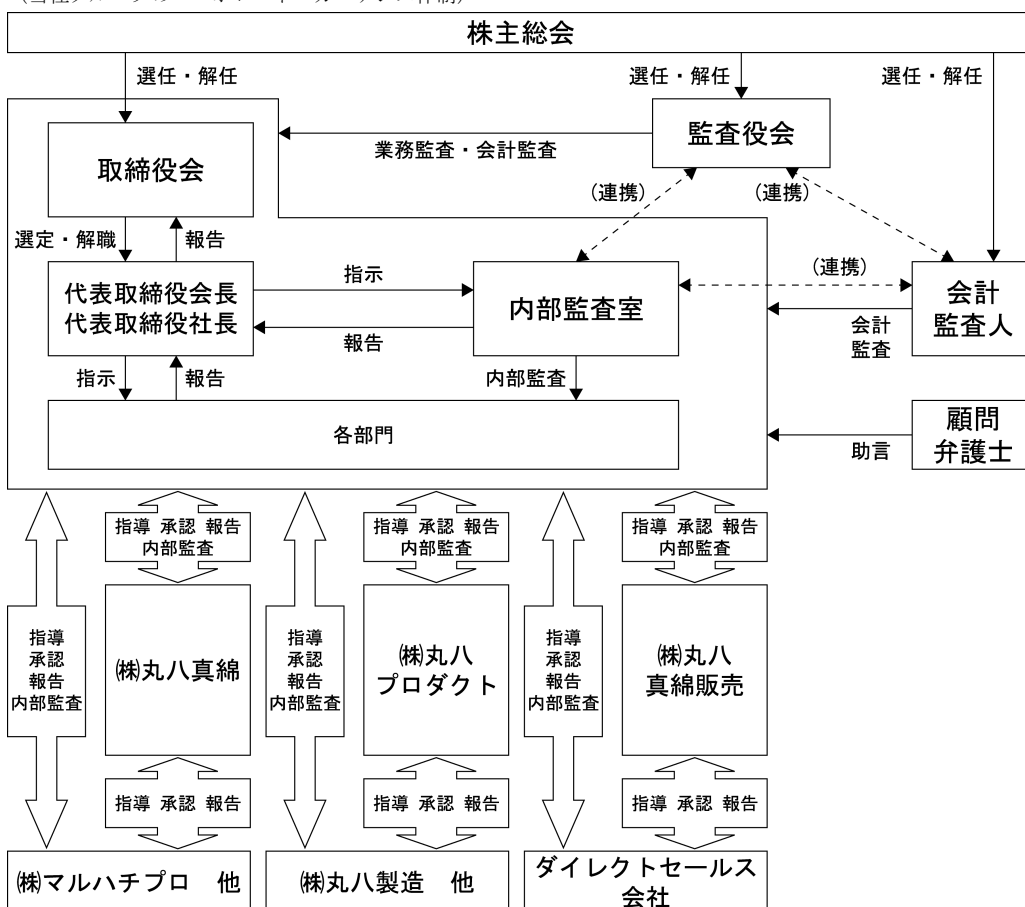 株主総会
選任・解任
選任・解任
選任・解任
監査役会
取締役会
業務監査・会計監査
(連携)
(連携)
選定・解職
報告
代表取締役会長
代表取締役社長
指示
報告
内部監査室
(連携)
会計
監査人
会計
監査
指示
報告
内部監査
各部門
顧問
弁護士
助言
指導 承認 報告
内部監査
指導 承認 報告
内部監査
指導 承認 報告
内部監査
指導
承認
報告
内部監査
㈱丸八真綿
指導
承認
報告
内部監査
㈱丸八
プロダクト
指導
承認
報告
内部監査
㈱丸八
真綿販売
指導 承認 報告
指導 承認 報告
指導 承認 報告
㈱マルハチプロ 他
㈱丸八製造 他
ダイレクトセールス
会社